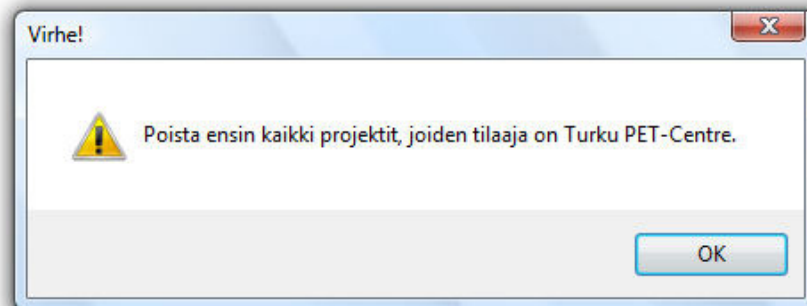 Virhe!
Poista ensin kaikki projektit, joiden tilaaja on Turku PET-Centre.
OK